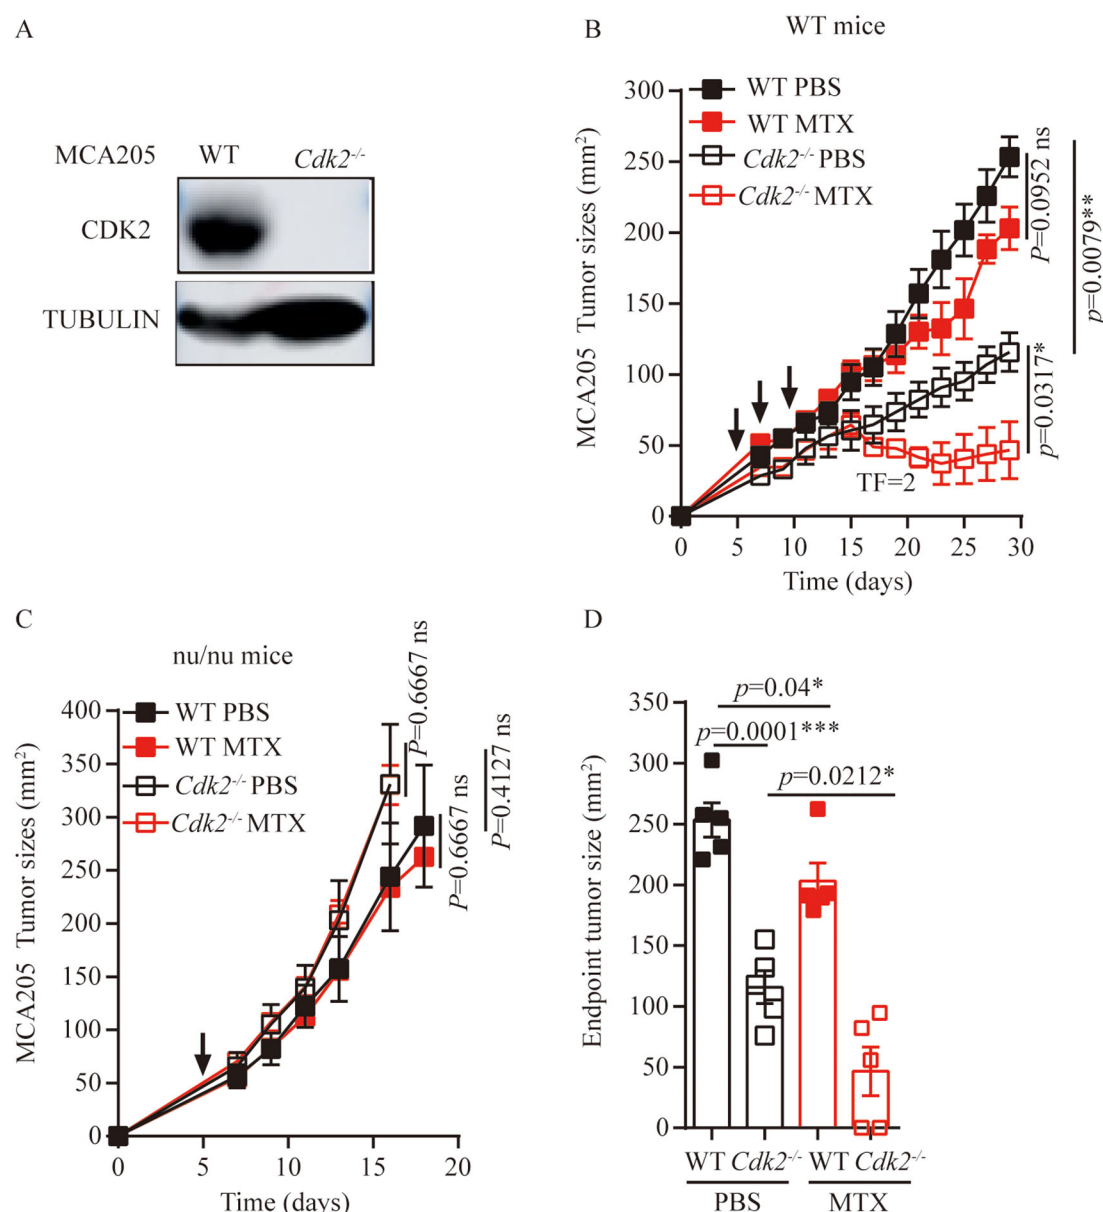 A
MCA205 WT Cdk2-/-
CDK2
TUBULIN
B
WT mice
WT PBS
WT MTX
Cdk2-/- PBS
Cdk2-/- MTX
MCA205 Tumor sizes (mm2)
300
250
200
150
100
50
0
0 5 10 15 20 25 30
Time (days)
TF=2
P=0.0952 ns
p=0.0079**
p=0.0317*
C
nu/nu mice
WT PBS
WT MTX
Cdk2-/- PBS
Cdk2-/- MTX
MCA205 Tumor sizes (mm2)
400
350
300
250
200
150
100
50
0
0 5 10 15 20
Time (days)
P=0.6667 ns
P=0.6667 ns
P=0.4127 ns
D
Endpoint tumor size (mm2)
350
300
250
200
150
100
50
0
p=0.04*
p=0.0001***
p=0.0212*
WT Cdk2-/- WT Cdk2-/-
PBS MTX